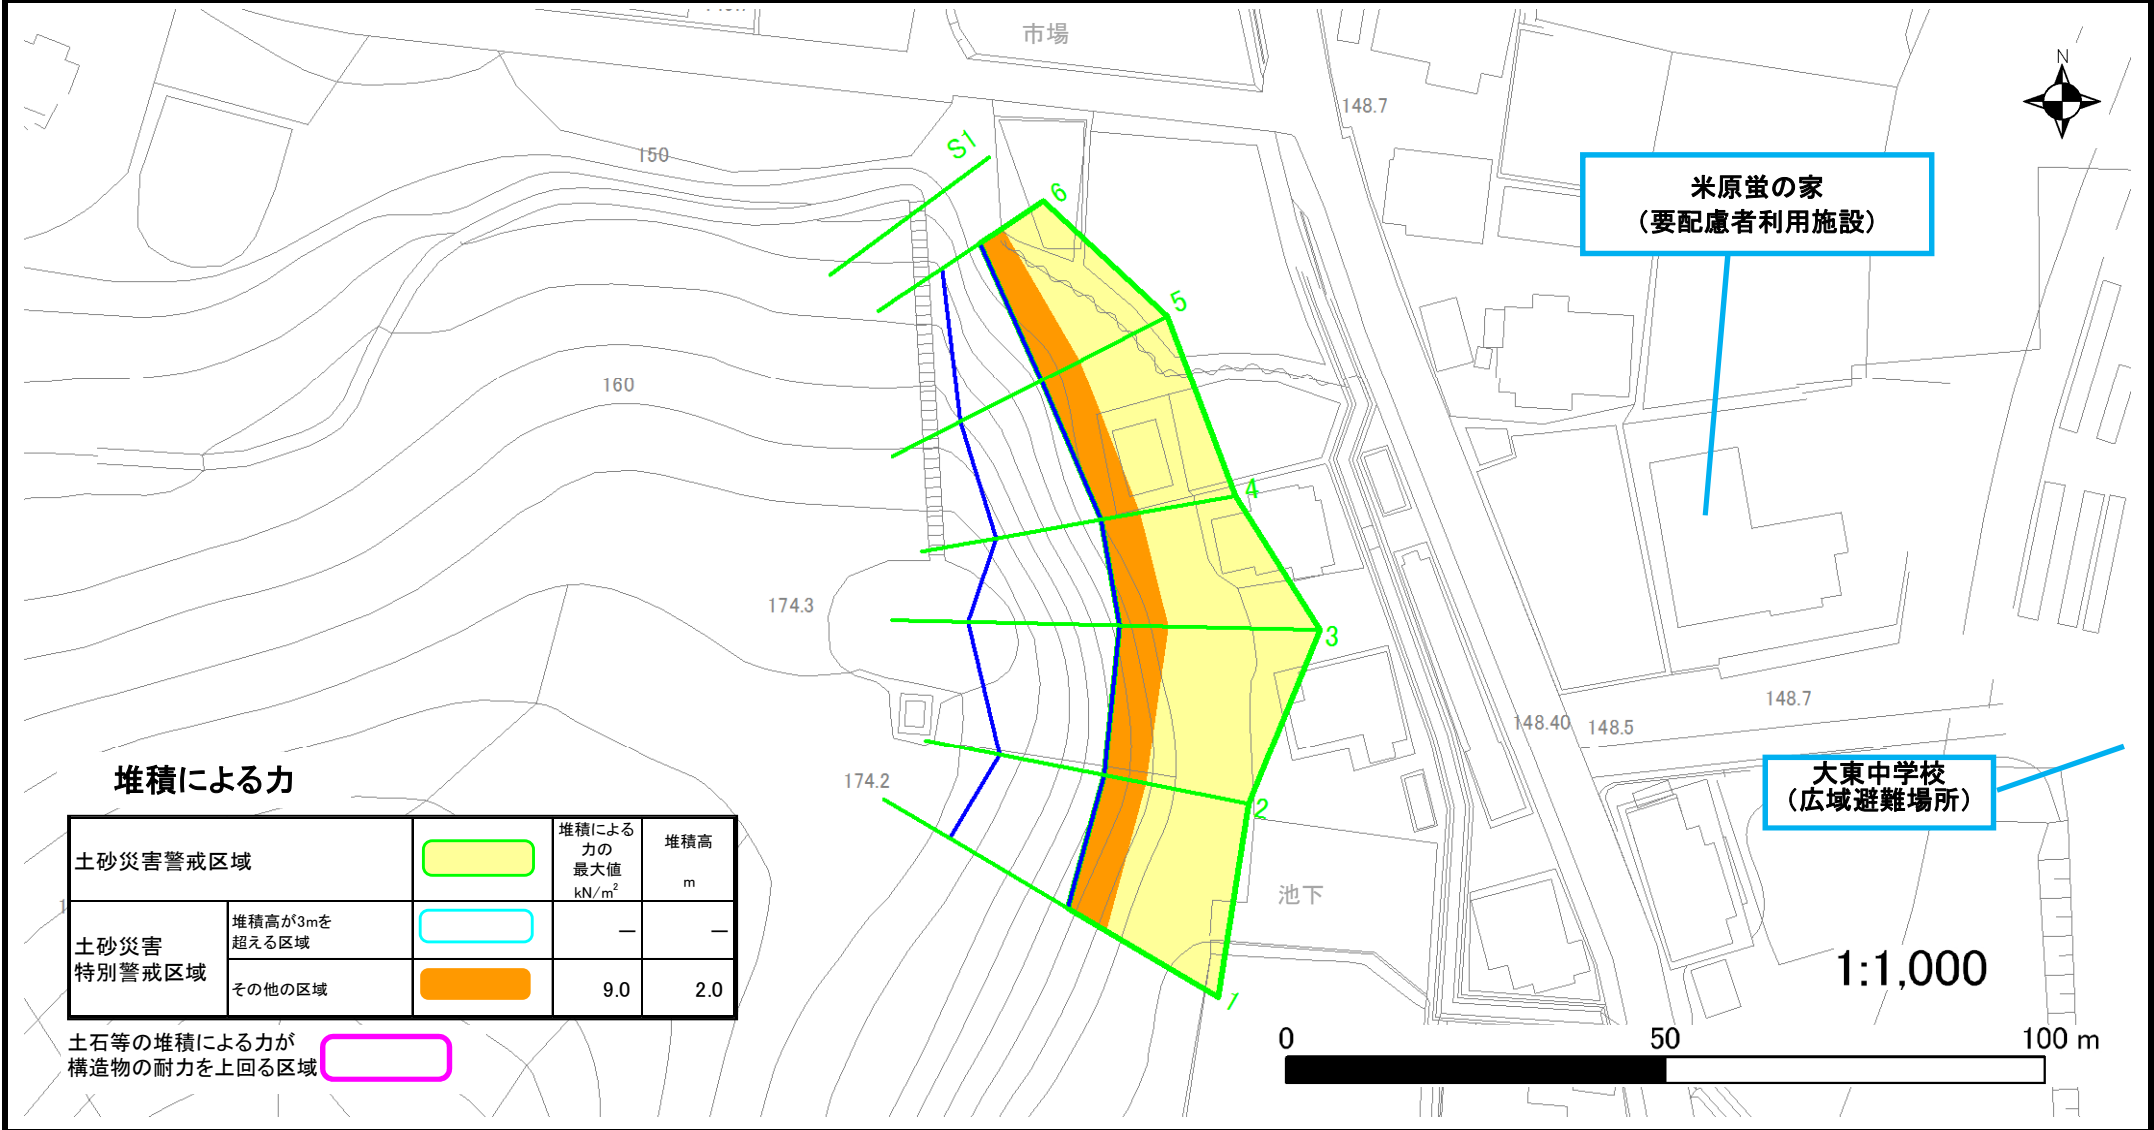 市場
N
148.7
S1
150
6
米原蛍の家
（要配慮者利用施設）
5
160
4
174.3
3
148.7
148.40
148.5
174.2
2
大東中学校
（広域避難場所）
池下
1
堆積による力
土砂災害警戒区域
堆積による
力の
最大値
kN/m²
堆積高
m
土砂災害
特別警戒区域
堆積高が3mを
超える区域
－
－
その他の区域
9.0
2.0
土石等の堆積による力が
構造物の耐力を上回る区域
1:1,000
0
50
100 m